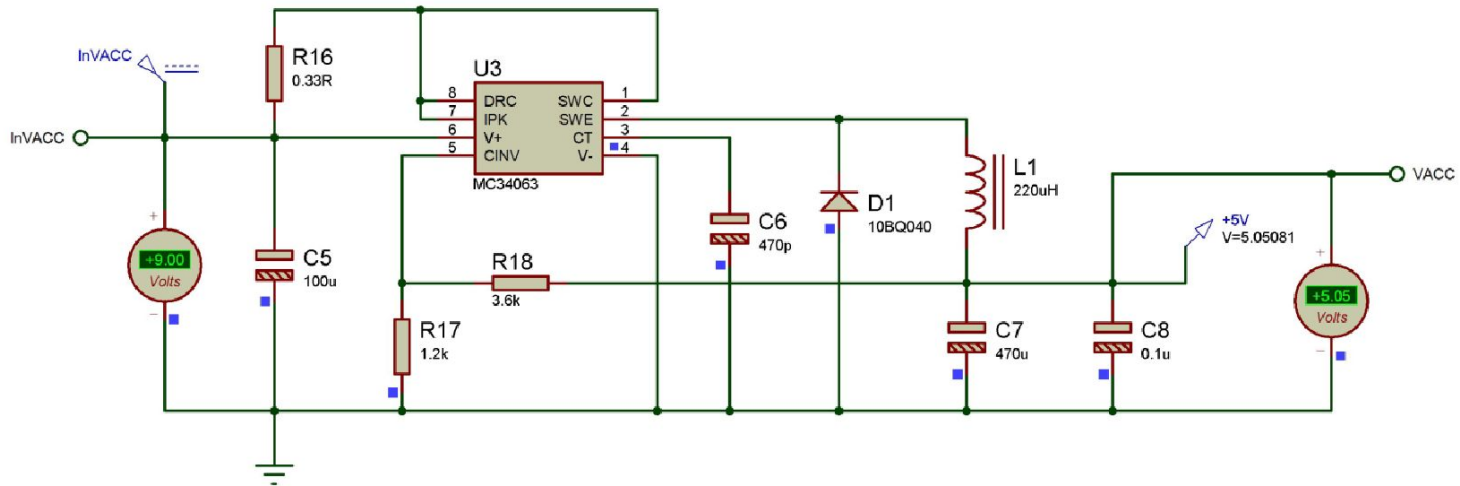 InVACC
R16
0.33R
InVACC
U3
8 DRC SWC 1
7 IPK SWE 2
6 V+ CT 3
5 CINV V- 4
MC34063
+
+9.00
Volts
−
C5
100u
R18
3.6k
R17
1.2k
C6
470p
D1
10BQ040
L1
220uH
VACC
+5V
V=5.05081
C7
470u
C8
0.1u
+
+5.05
Volts
−